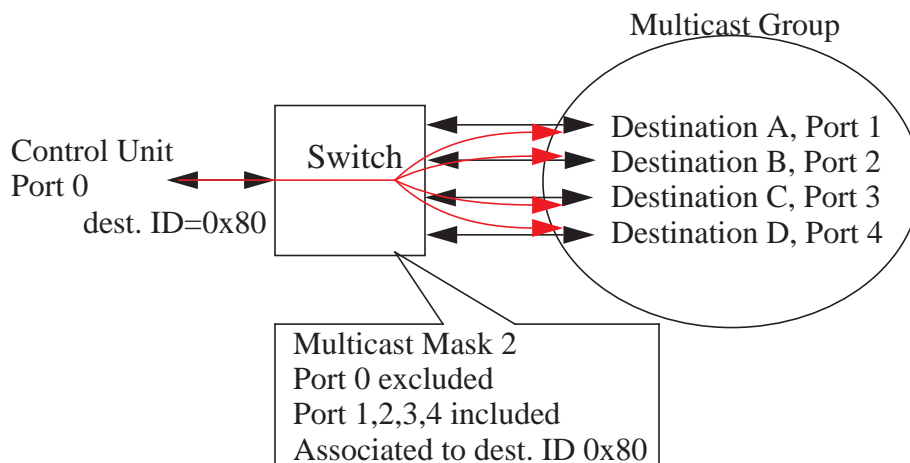 Multicast Group
Control Unit
Port 0
dest. ID=0x80
Switch
Destination A, Port 1
Destination B, Port 2
Destination C, Port 3
Destination D, Port 4
Multicast Mask 2
Port 0 excluded
Port 1,2,3,4 included
Associated to dest. ID 0x80